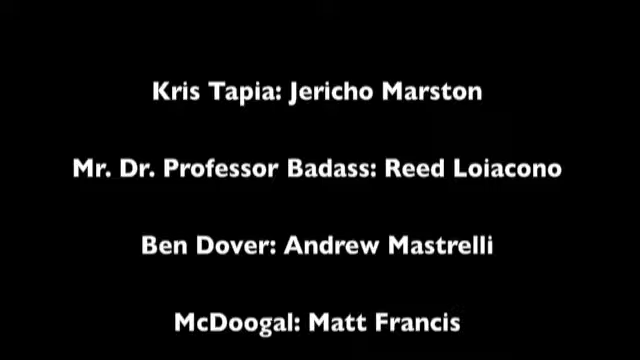 Kris Tapia: Jericho Marston
Mr. Dr. Professor Badass: Reed Loiacono
Ben Dover: Andrew Mastrelli
McDoogal: Matt Francis